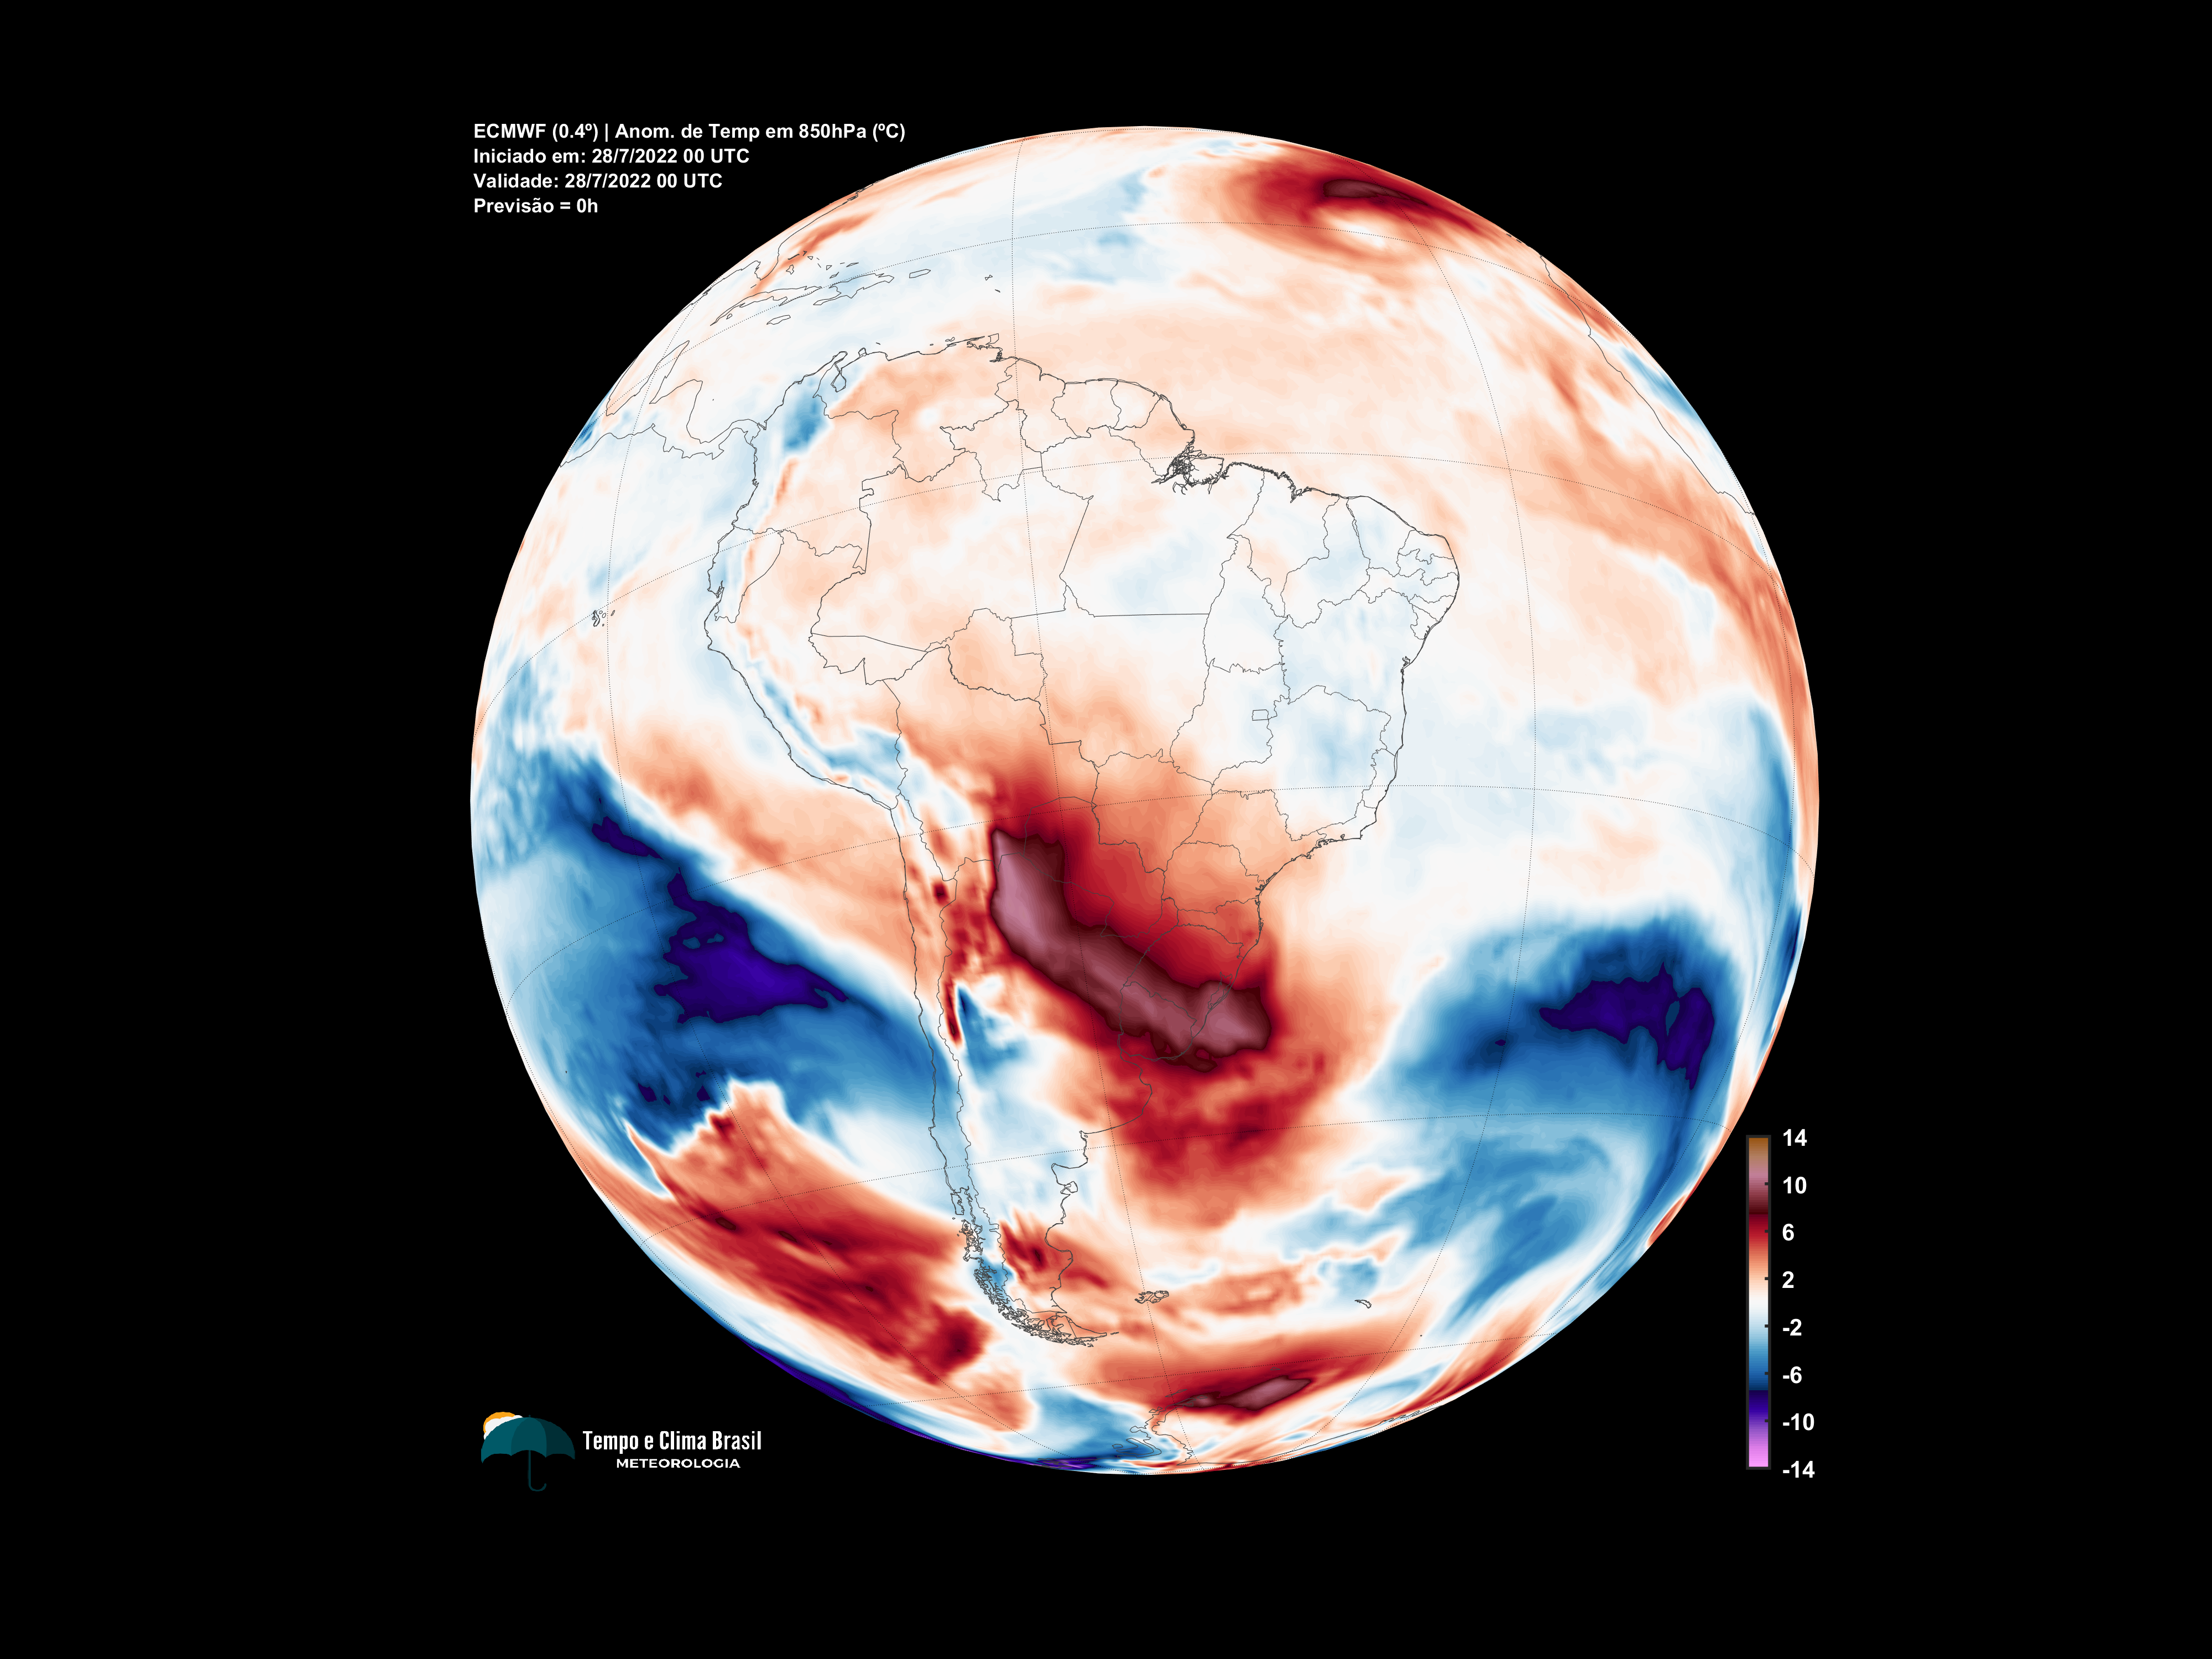 ECMWF (0.4º) | Anom. de Temp em 850hPa (ºC)
Iniciado em: 28/7/2022 00 UTC
Validade: 28/7/2022 00 UTC
Previsão = 0h
14
10
6
2
-2
-6
-10
-14
Tempo e Clima Brasil
METEOROLOGIA